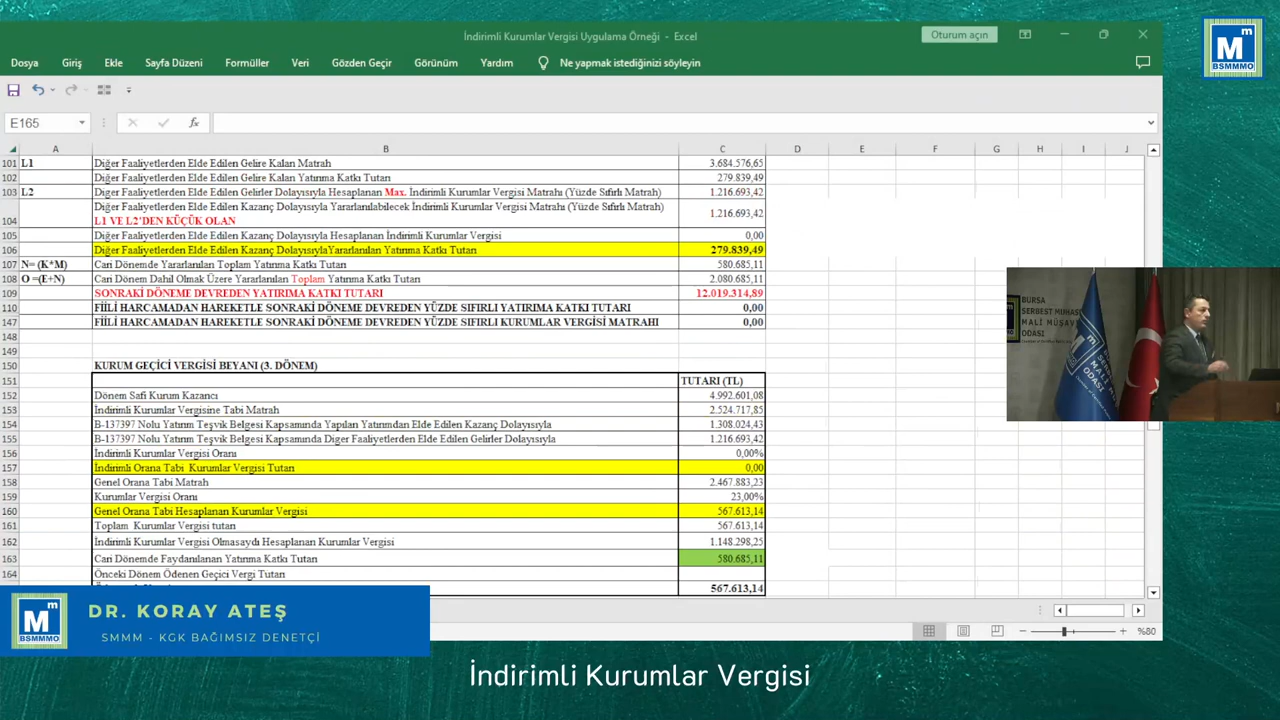 İndirimli Kurumlar Vergisi Uygulama Örneği - Excel
Oturum açın
Dosya Giriş Ekle Sayfa Düzeni Formüller Veri Gözden Geçir Görünüm Yardım Ne yapmak istediğinizi söyleyin
Mm
BSMMMO
E165 fx
A B C D E F G H I J
101 L1 Diğer Faaliyetlerden Elde Edilen Gelire Kalan Matrah 3.684.576,65
102 Diğer Faaliyetlerden Elde Edilen Gelire Kalan Yatırıma Katkı Tutarı 279.839,49
103 L2 Diğer Faaliyetlerden Elde Edilen Gelirler Dolayısıyla Hesaplanan Max. İndirimli Kurumlar Vergisi Matrahı (Yüzde Sıfırlı Matrah) 1.216.693,42
104 Diğer Faaliyetlerden Elde Edilen Kazanç Dolayısıyla Yararlanılabilecek İndirimli Kurumlar Vergisi Matrahı (Yüzde Sıfırlı Matrah) 1.216.693,42
L1 VE L2'DEN KÜÇÜK OLAN
105 Diğer Faaliyetlerden Elde Edilen Kazanç Dolayısıyla Hesaplanan İndirimli Kurumlar Vergisi 0,00
106 Diğer Faaliyetlerden Elde Edilen Kazanç DolayısıylaYararlanılan Yatırıma Katkı Tutarı 279.839,49
107 N= (K*M) Cari Dönemde Yararlanılan Toplam Yatırıma Katkı Tutarı 580.685,11
108 O =(E+N) Cari Dönem Dahil Olmak Üzere Yararlanılan Toplam Yatırıma Katkı Tutarı 2.080.685,11
109 SONRAKİ DÖNEME DEVREDEN YATIRIMA KATKI TUTARI 12.019.314,89
110 FİİLİ HARCAMADAN HAREKETLE SONRAKİ DÖNEME DEVREDEN YÜZDE SIFIRLI YATIRIMA KATKI TUTARI 0,00
147 FİİLİ HARCAMADAN HAREKETLE SONRAKİ DÖNEME DEVREDEN YÜZDE SIFIRLI KURUMLAR VERGİSİ MATRAHI 0,00
148
149
150 KURUM GEÇİCİ VERGİSİ BEYANI (3. DÖNEM)
151 TUTARI (TL)
152 Dönem Safi Kurum Kazancı 4.992.601,08
153 İndirimli Kurumlar Vergisine Tabi Matrah 2.524.717,85
154 B-137397 Nolu Yatırım Teşvik Belgesi Kapsamında Yapılan Yatırımdan Elde Edilen Kazanç Dolayısıyla 1.308.024,43
155 B-137397 Nolu Yatırım Teşvik Belgesi Kapsamında Diğer Faaliyetlerden Elde Edilen Gelirler Dolayısıyla 1.216.693,42
156 İndirimli Kurumlar Vergisi Oranı 0,00%
157 İndirimli Orana Tabi Kurumlar Vergisi Tutarı 0,00
158 Genel Orana Tabi Matrah 2.467.883,23
159 Kurumlar Vergisi Oranı 23,00%
160 Genel Orana Tabi Hesaplanan Kurumlar Vergisi 567.613,14
161 Toplam Kurumlar Vergisi tutarı 567.613,14
162 İndirimli Kurumlar Vergisi Olmasaydı Hesaplanan Kurumlar Vergisi 1.148.298,25
163 Cari Dönemde Faydanılanan Yatırıma Katkı Tutarı 580.685,11
164 Önceki Dönem Ödenen Geçici Vergi Tutarı
567.613,14
BURSA
SERBEST MUHAS
MALİ MÜŞAVİ
ODASI
%80
Mm
BSMMMO
DR. KORAY ATEŞ
SMMM - KGK BAĞIMSIZ DENETÇİ
İndirimli Kurumlar Vergisi